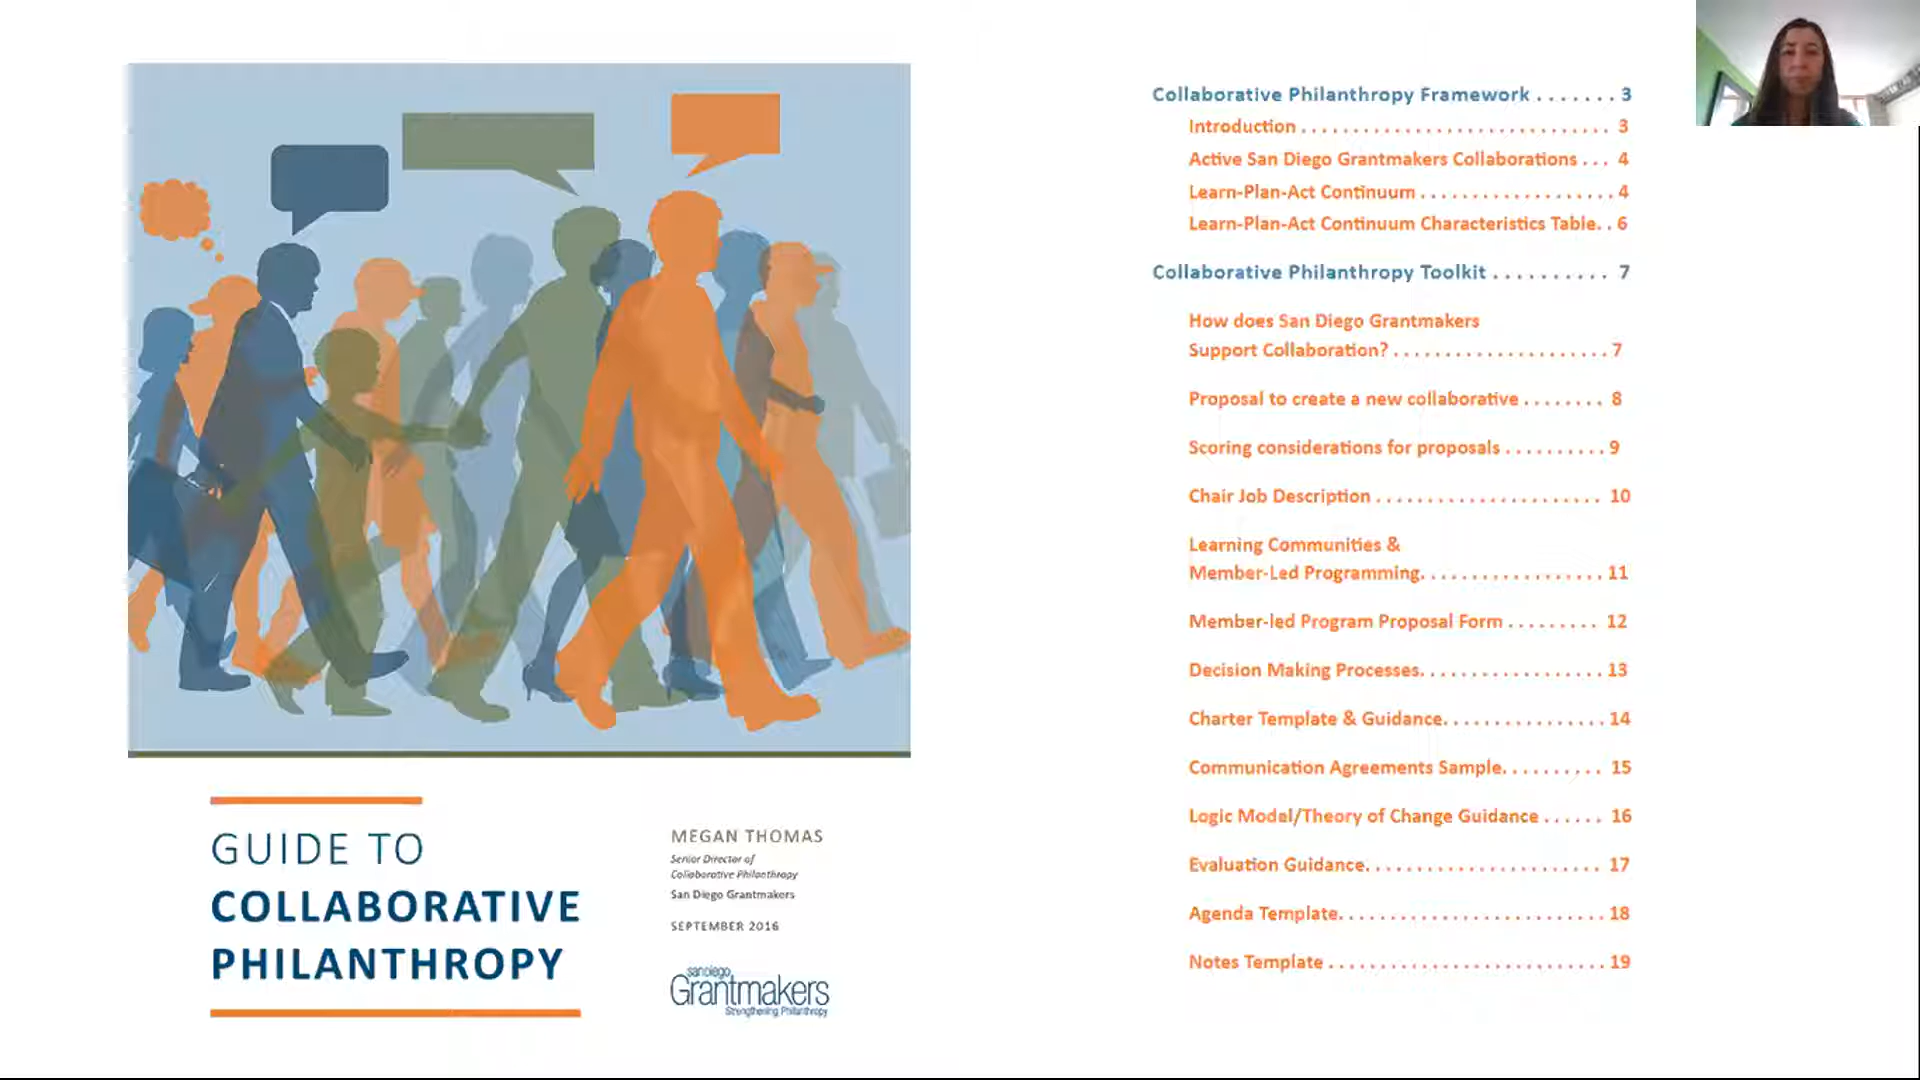 GUIDE TO
COLLABORATIVE
PHILANTHROPY
MEGAN THOMAS
Senior Director of
Collaborative Philanthropy
San Diego Grantmakers
SEPTEMBER 2016
sandiego
Grantmakers
Strengthening Philanthropy
Collaborative Philanthropy Framework . . . . . . . 3
Introduction . . . . . . . . . . . . . . . . . . . . . . . . . . . . . 3
Active San Diego Grantmakers Collaborations . . . 4
Learn-Plan-Act Continuum . . . . . . . . . . . . . . . . . . 4
Learn-Plan-Act Continuum Characteristics Table. . 6
Collaborative Philanthropy Toolkit . . . . . . . . . . 7
How does San Diego Grantmakers
Support Collaboration? . . . . . . . . . . . . . . . . . . . . . 7
Proposal to create a new collaborative . . . . . . . . 8
Scoring considerations for proposals . . . . . . . . . . 9
Chair Job Description . . . . . . . . . . . . . . . . . . . . . . 10
Learning Communities &
Member-Led Programming. . . . . . . . . . . . . . . . . . 11
Member-led Program Proposal Form . . . . . . . . . 12
Decision Making Processes. . . . . . . . . . . . . . . . . . 13
Charter Template & Guidance. . . . . . . . . . . . . . . . 14
Communication Agreements Sample. . . . . . . . . . 15
Logic Model/Theory of Change Guidance . . . . . . 16
Evaluation Guidance. . . . . . . . . . . . . . . . . . . . . . . 17
Agenda Template. . . . . . . . . . . . . . . . . . . . . . . . . . 18
Notes Template . . . . . . . . . . . . . . . . . . . . . . . . . . . 19